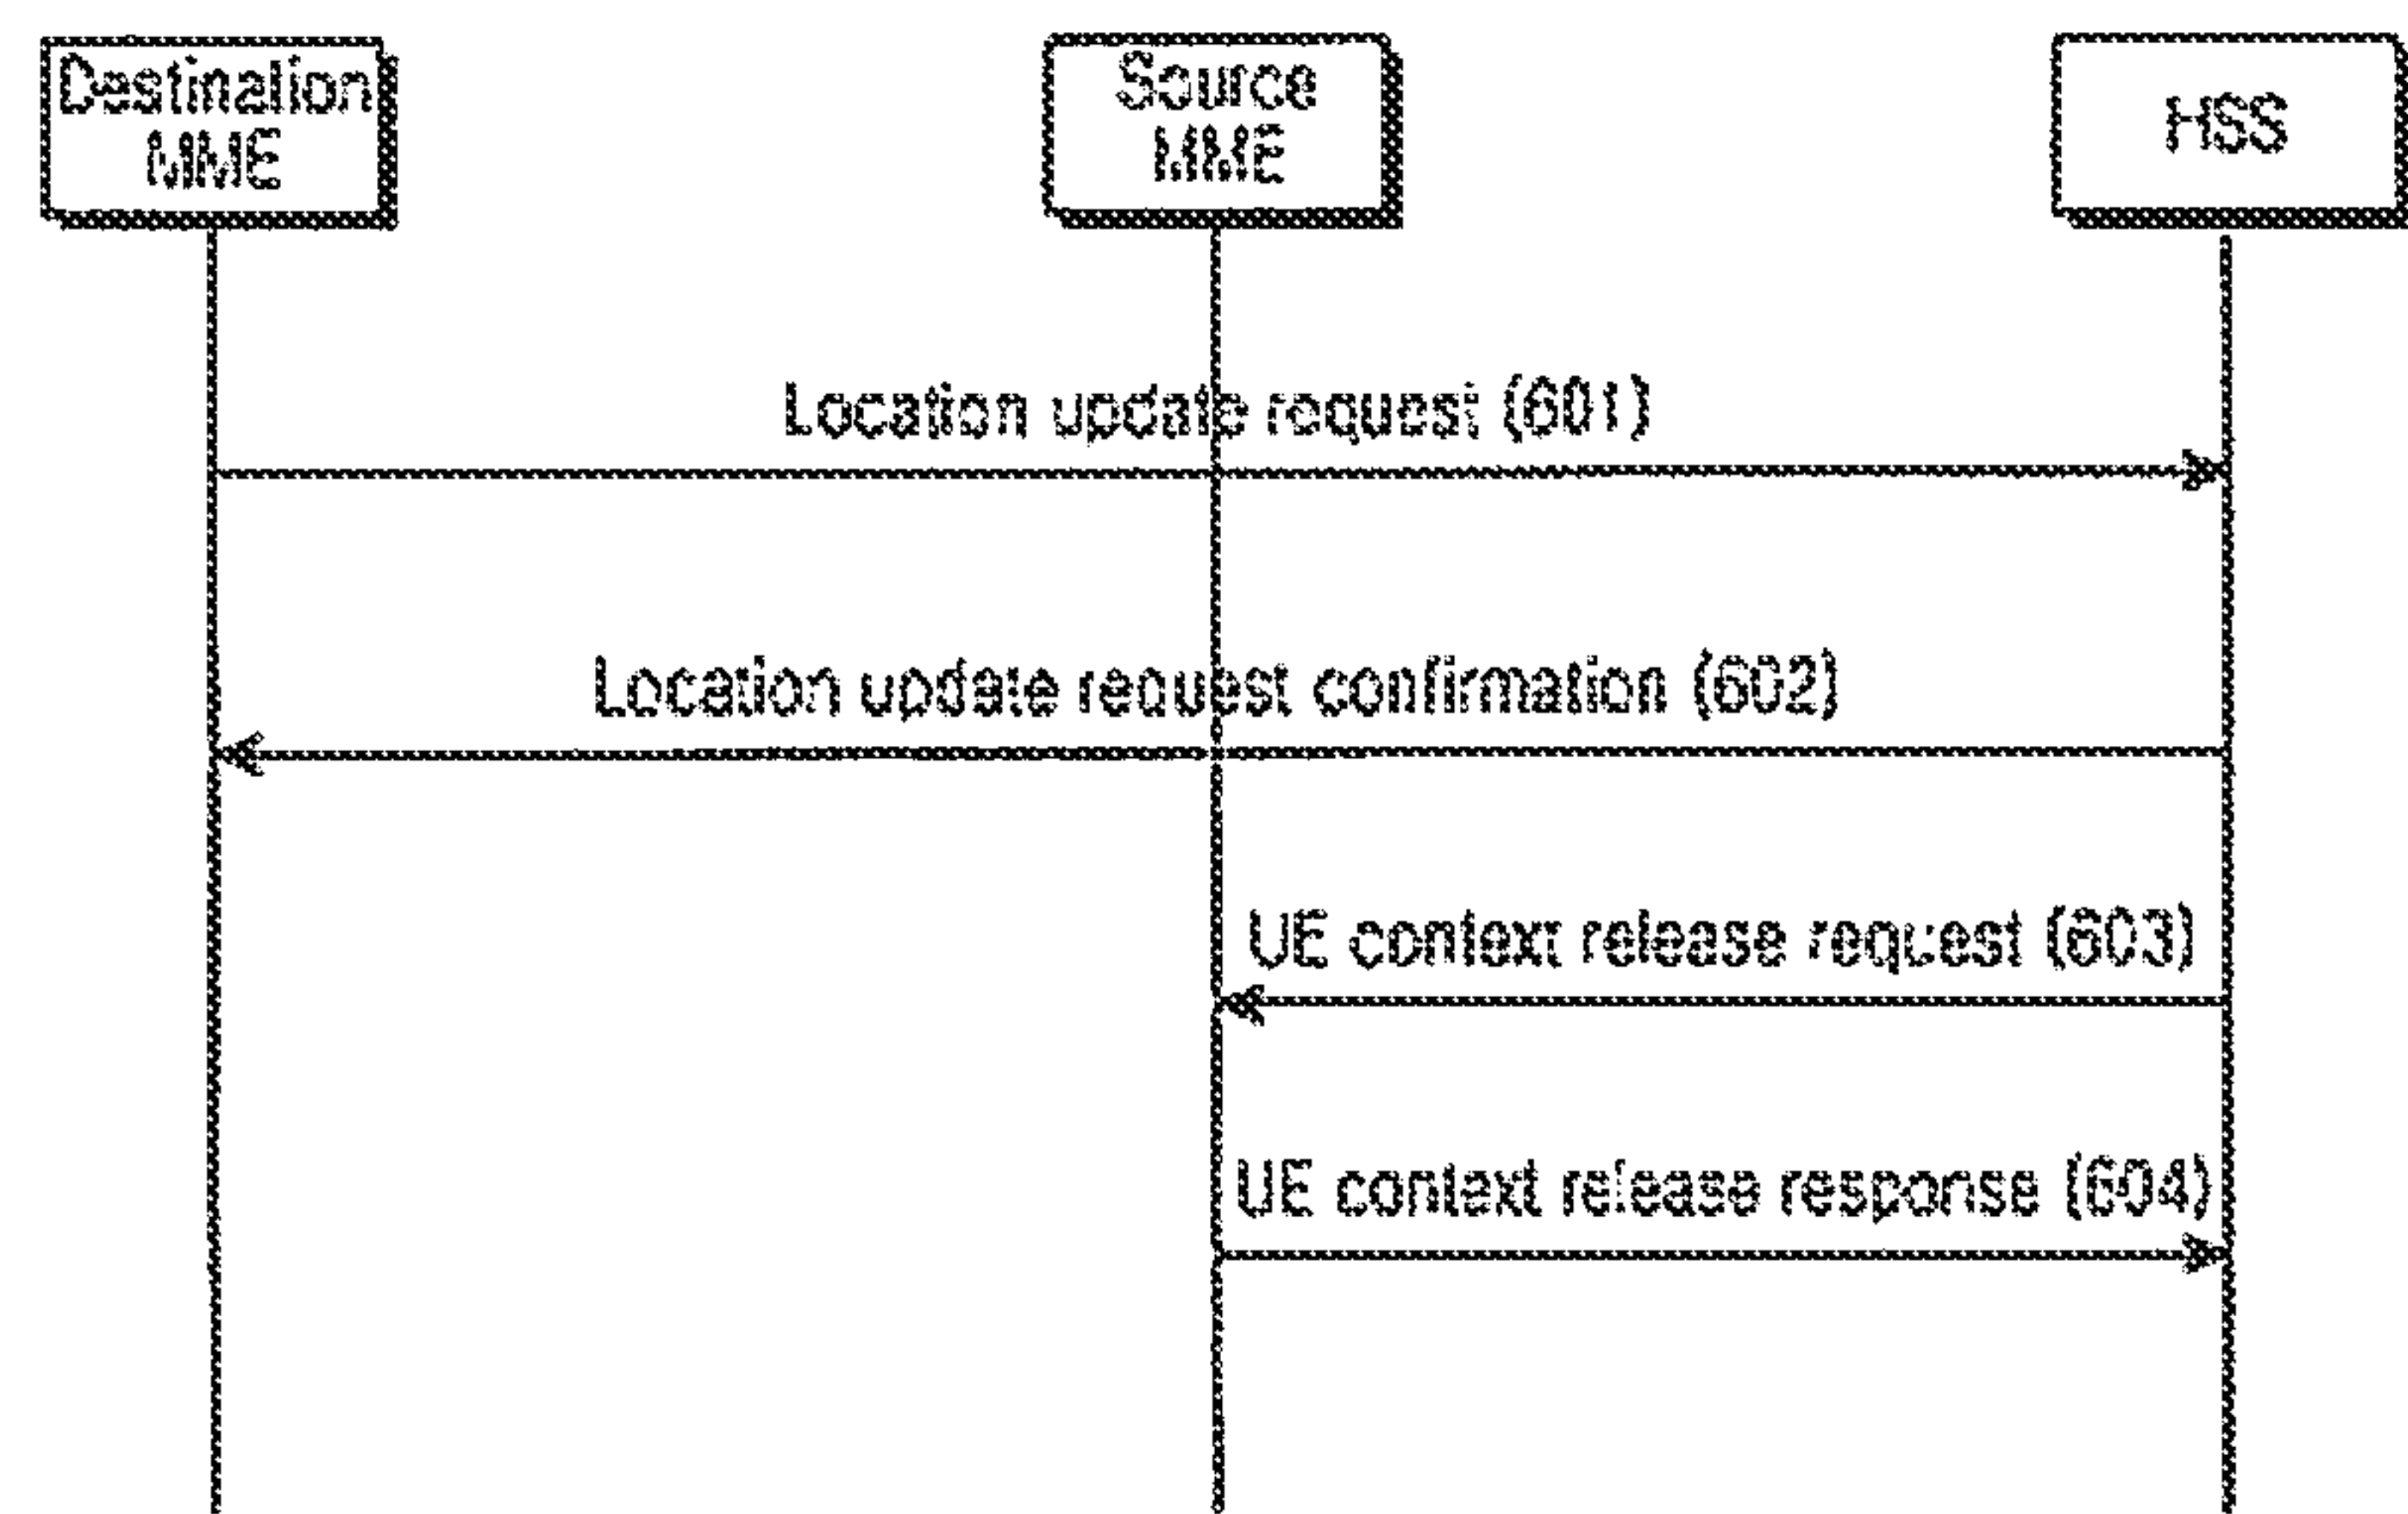 Destination
MME
Source
MME
HSS
Location update request (601)
Location update request confirmation (602)
UE context release request (603)
UE context release response (604)